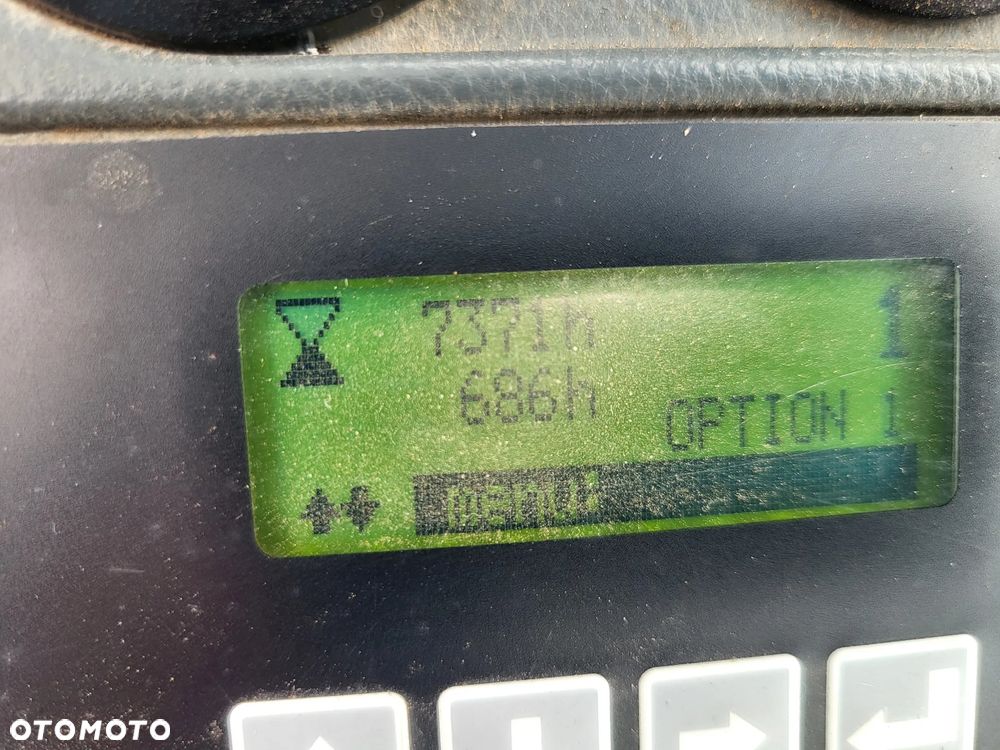 7371h 1
686h
OPTION 1
menu:
OTOMOTO